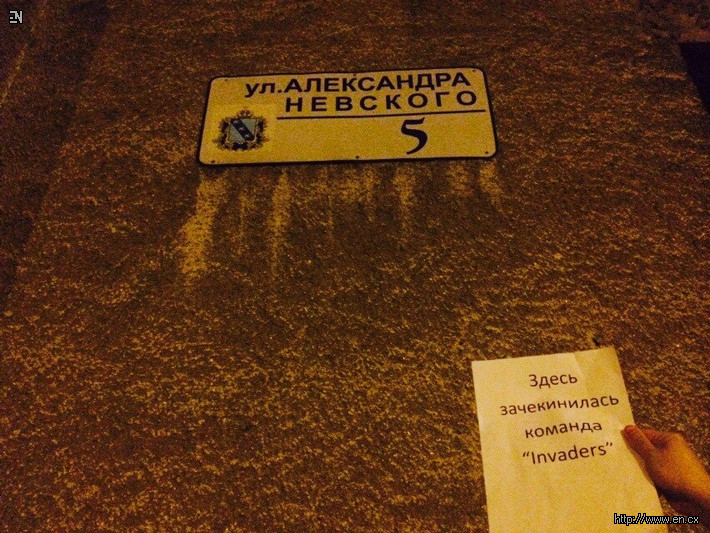 EN
ул. АЛЕКСАНДРА
НЕВСКОГО
5
Здесь
зачекинилась
команда
“Invaders”
http://www.en.cx